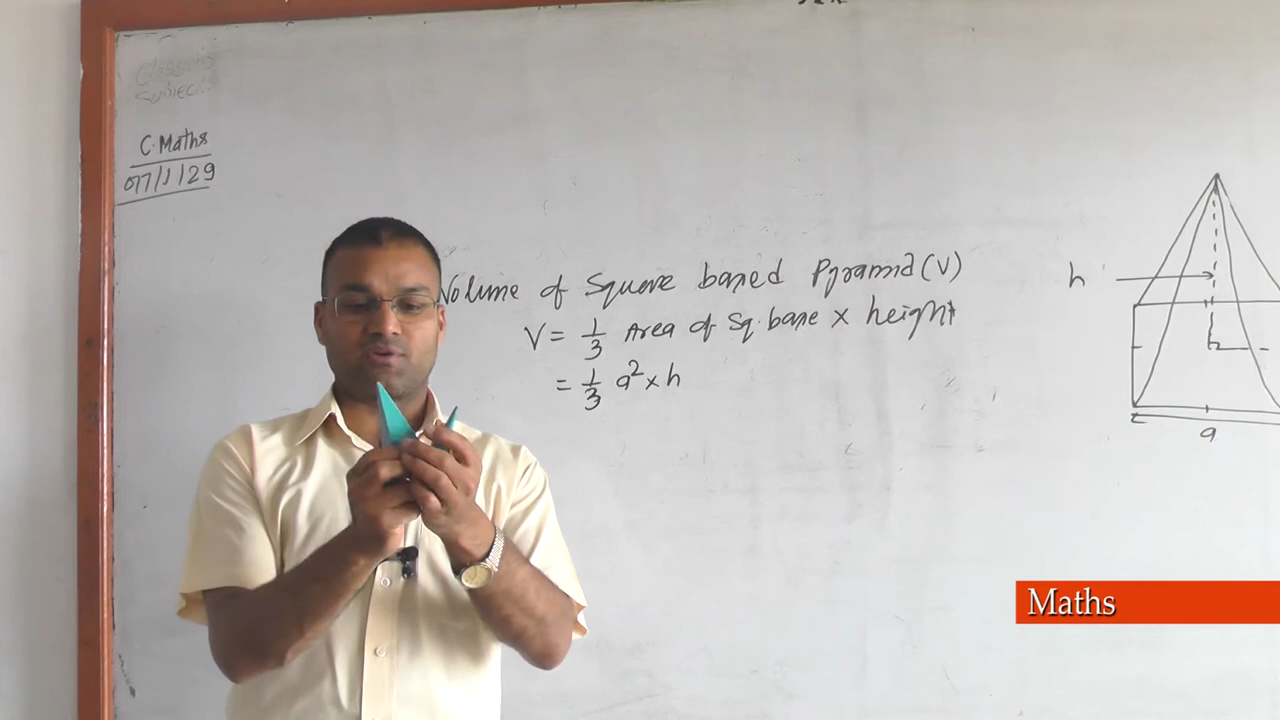 C.Maths
077/1/29
Volume of Square based Pyramid (V)
V = 1/3 Area of Sq. base × height
= 1/3 a² × h
h
a
Maths